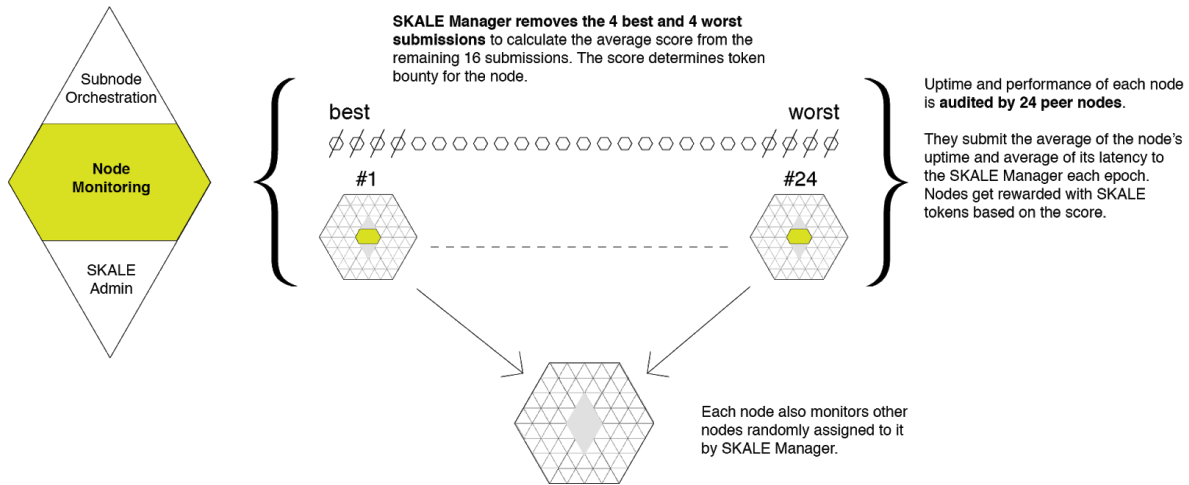 SKALE Manager removes the 4 best and 4 worst
submissions to calculate the average score from the
remaining 16 submissions. The score determines token
bounty for the node.
Subnode
Orchestration
Node
Monitoring
SKALE
Admin
best
worst
#1
#24
Uptime and performance of each node
is audited by 24 peer nodes.
They submit the average of the node’s
uptime and average of its latency to
the SKALE Manager each epoch.
Nodes get rewarded with SKALE
tokens based on the score.
Each node also monitors other
nodes randomly assigned to it
by SKALE Manager.